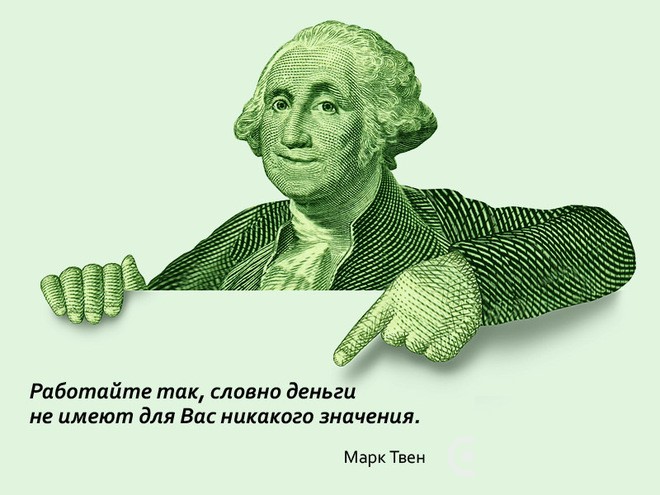 Работайте так, словно деньги
не имеют для Вас никакого значения.
Марк Твен